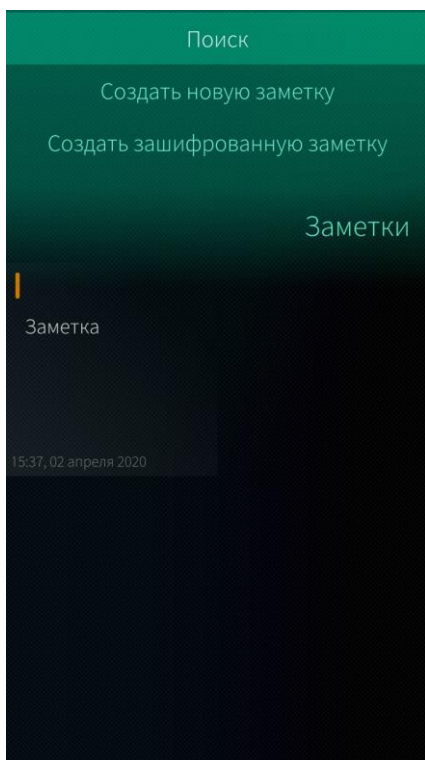 Поиск
Создать новую заметку
Создать зашифрованную заметку
Заметки
Заметка
15:37, 02 апреля 2020